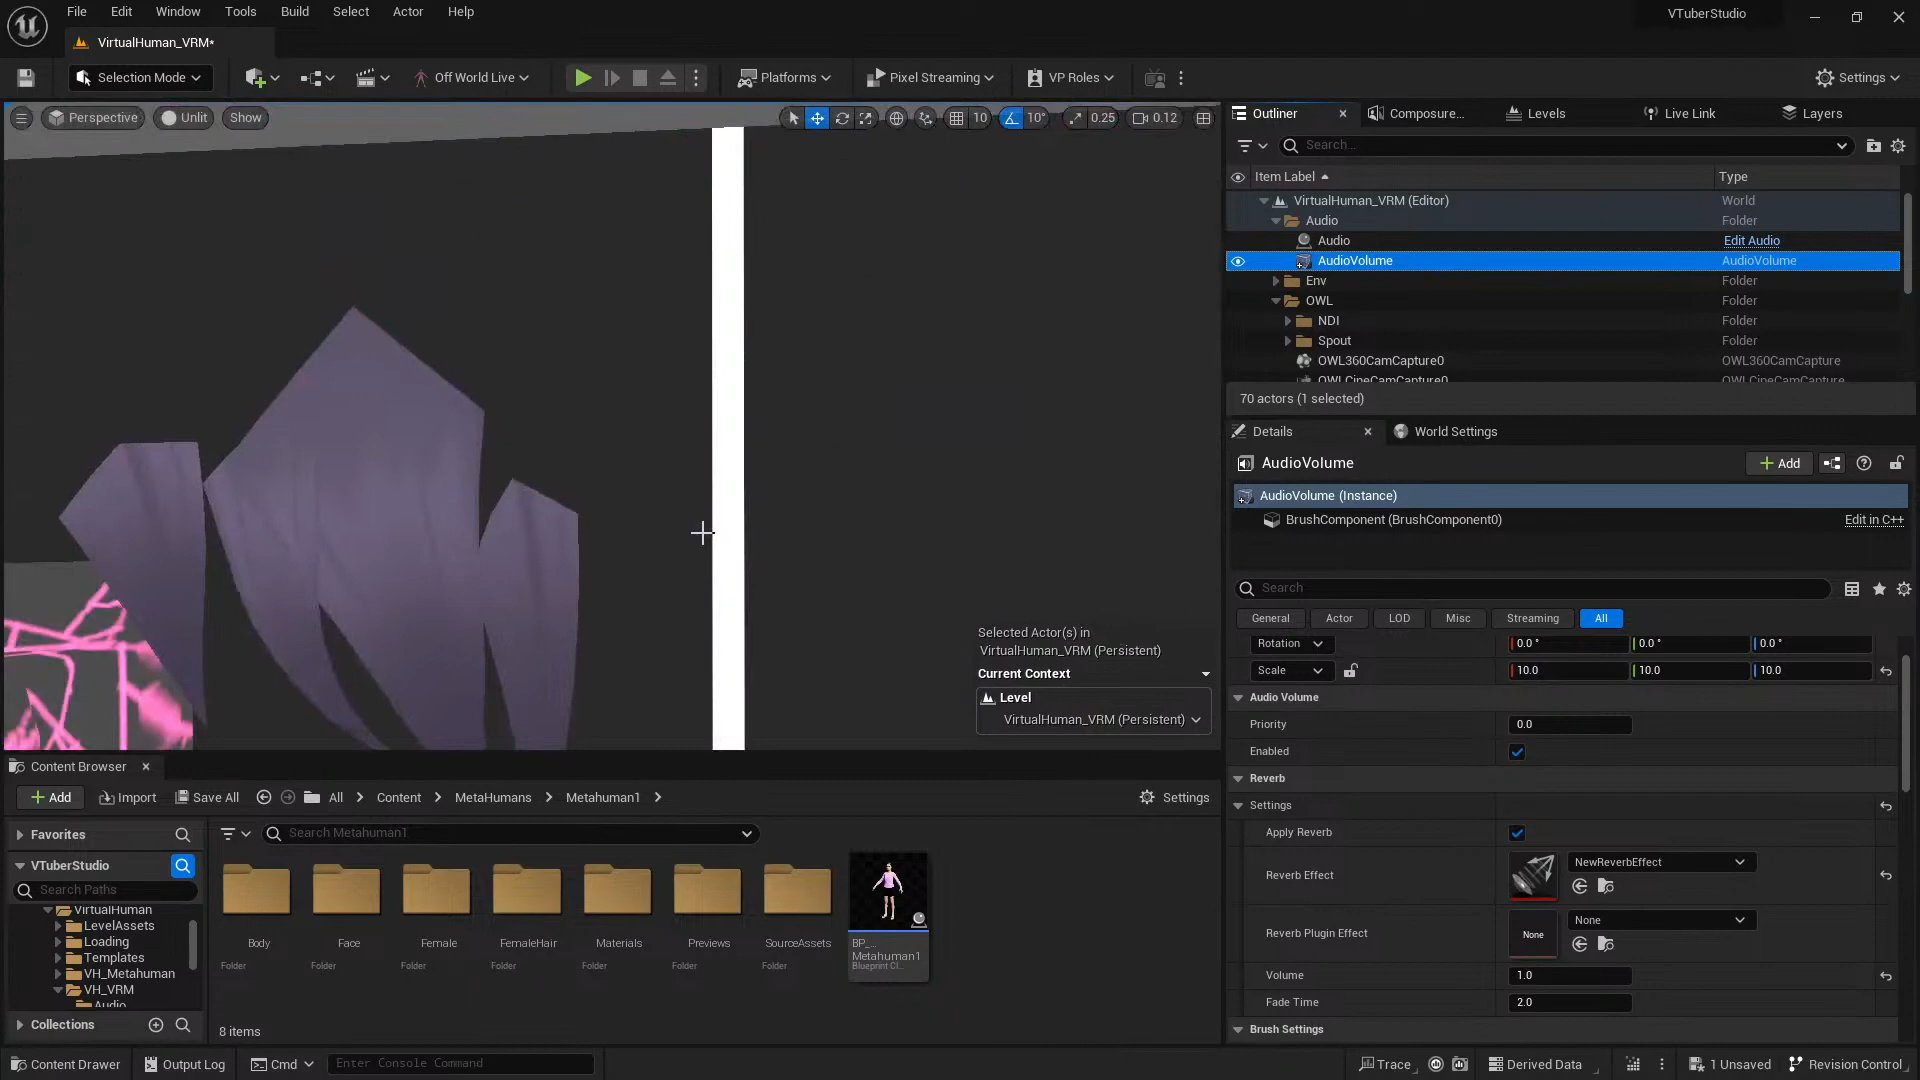 File Edit Window Tools Build Select Actor Help
VTuberStudio
VirtualHuman_VRM*
Selection Mode
Off World Live
Platforms
Pixel Streaming
VP Roles
Settings
Perspective
Unlit
Show
10
10°
0.25
0.12
Selected Actor(s) in
VirtualHuman_VRM (Persistent)
Current Context
Level
VirtualHuman_VRM (Persistent)
Outliner
Composure...
Levels
Live Link
Layers
Search...
Item Label
Type
VirtualHuman_VRM (Editor)
World
Audio
Folder
Audio
Edit Audio
AudioVolume
AudioVolume
Env
Folder
OWL
Folder
NDI
Folder
Spout
Folder
OWL360CamCapture0
OWL360CamCapture
OWLCineCamCapture0
OWLCineCamCapture
70 actors (1 selected)
Details
World Settings
AudioVolume
Add
AudioVolume (Instance)
BrushComponent (BrushComponent0)
Edit in C++
Search
General
Actor
LOD
Misc
Streaming
All
Rotation
0.0 °
0.0 °
0.0 °
Scale
10.0
10.0
10.0
Audio Volume
Priority
0.0
Enabled
Reverb
Settings
Apply Reverb
Reverb Effect
NewReverbEffect
Reverb Plugin Effect
None
None
Volume
1.0
Fade Time
2.0
Brush Settings
Content Browser
Add
Import
Save All
All
Content
MetaHumans
Metahuman1
Settings
Favorites
VTuberStudio
Search Paths
VirtualHuman
LevelAssets
Loading
Templates
VH_Metahuman
VH_VRM
Audio
Collections
Search Metahuman1
Body
Folder
Face
Folder
Female
Folder
FemaleHair
Folder
Materials
Folder
Previews
Folder
SourceAssets
Folder
BP_...
Metahuman1
Blueprint Cl...
8 items
Content Drawer
Output Log
Cmd
Enter Console Command
Trace
Derived Data
1 Unsaved
Revision Control